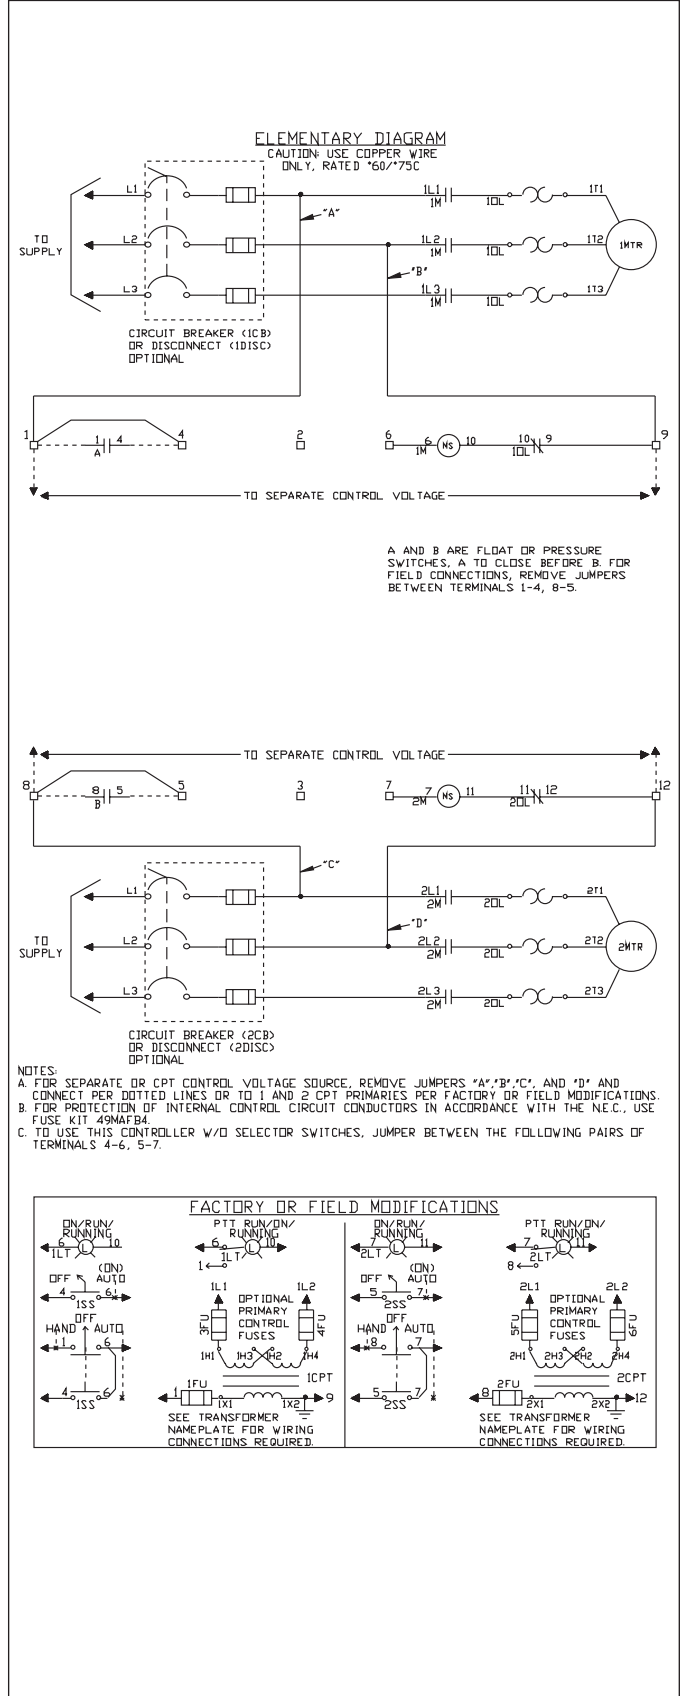 ELEMENTARY DIAGRAM
CAUTION: USE COPPER WIRE
ONLY, RATED °60/°75C
L1
"A"
1L1
1M
1OL
1T1
TO
SUPPLY
L2
1L2
1M
1OL
1T2
1MTR
"B"
L3
1L3
1M
1OL
1T3
CIRCUIT BREAKER (1CB)
OR DISCONNECT (1DISC)
OPTIONAL
1 1 4 4 2 6 6 NS 10 10 9 9
A 1M 1OL
TO SEPARATE CONTROL VOLTAGE
A AND B ARE FLOAT OR PRESSURE
SWITCHES, A TO CLOSE BEFORE B. FOR
FIELD CONNECTIONS, REMOVE JUMPERS
BETWEEN TERMINALS 1-4, 8-5.
TO SEPARATE CONTROL VOLTAGE
8 8 5 5 3 7 7 NS 11 11 12 12
B 2M 2OL
"C"
L1
2L1
2M
2OL
2T1
"D"
TO
SUPPLY
L2
2L2
2M
2OL
2T2
2MTR
L3
2L3
2M
2OL
2T3
CIRCUIT BREAKER (2CB)
OR DISCONNECT (2DISC)
OPTIONAL
NOTES:
A. FOR SEPARATE OR CPT CONTROL VOLTAGE SOURCE, REMOVE JUMPERS "A","B","C", AND "D" AND
CONNECT PER DOTTED LINES OR TO 1 AND 2 CPT PRIMARIES PER FACTORY OR FIELD MODIFICATIONS.
B. FOR PROTECTION OF INTERNAL CONTROL CIRCUIT CONDUCTORS IN ACCORDANCE WITH THE N.E.C., USE
FUSE KIT 49MAFB4.
C. TO USE THIS CONTROLLER W/O SELECTOR SWITCHES, JUMPER BETWEEN THE FOLLOWING PAIRS OF
TERMINALS 4-6, 5-7.
FACTORY OR FIELD MODIFICATIONS
ON/RUN/
RUNNING
6 L 10
1LT
(ON)
OFF AUTO
4 6
1SS
OFF
HAND AUTO
1 6
4 6
1SS
PTT RUN/ON/
RUNNING
6 L 10
1LT
1
1L1 1L2
OPTIONAL
PRIMARY
CONTROL
FUSES
3FU 4FU
1H1 1H3 1H2 1H4
1CPT
1FU
1 9
1X1 1X2
SEE TRANSFORMER
NAMEPLATE FOR WIRING
CONNECTIONS REQUIRED.
ON/RUN/
RUNNING
7 L 11
2LT
(ON)
OFF AUTO
5 7
2SS
OFF
HAND AUTO
8 7
5 7
2SS
PTT RUN/ON/
RUNNING
7 L 11
2LT
8
2L1 2L2
OPTIONAL
PRIMARY
CONTROL
FUSES
5FU 6FU
2H1 2H3 2H2 2H4
2CPT
2FU
8 12
2X1 2X2
SEE TRANSFORMER
NAMEPLATE FOR WIRING
CONNECTIONS REQUIRED.